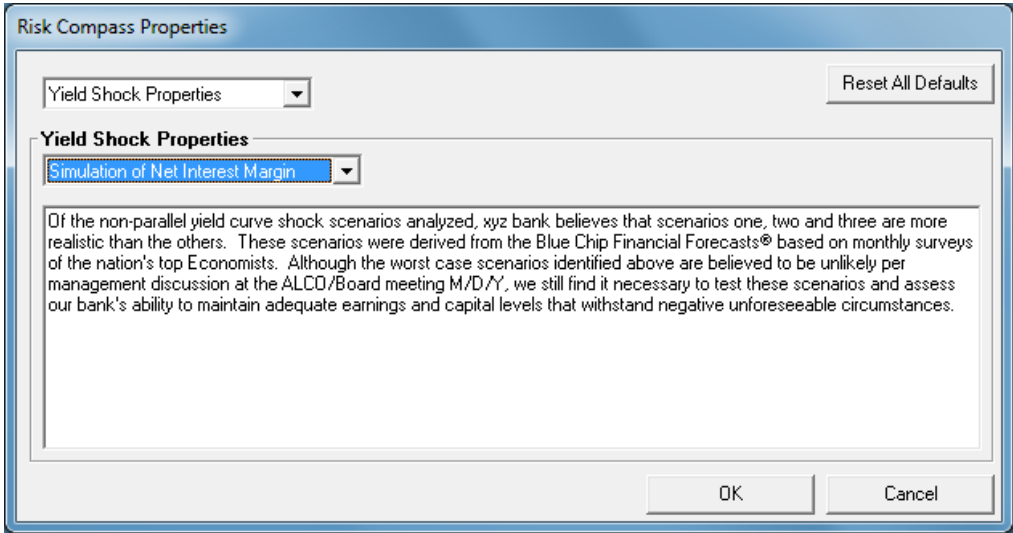 Risk Compass Properties
Yield Shock Properties
Reset All Defaults
Yield Shock Properties
Simulation of Net Interest Margin
Of the non-parallel yield curve shock scenarios analyzed, xyz bank believes that scenarios one, two and three are more
realistic than the others. These scenarios were derived from the Blue Chip Financial Forecasts® based on monthly surveys
of the nation's top Economists. Although the worst case scenarios identified above are believed to be unlikely per
management discussion at the ALCO/Board meeting M/D/Y, we still find it necessary to test these scenarios and assess
our bank's ability to maintain adequate earnings and capital levels that withstand negative unforeseeable circumstances.
OK
Cancel